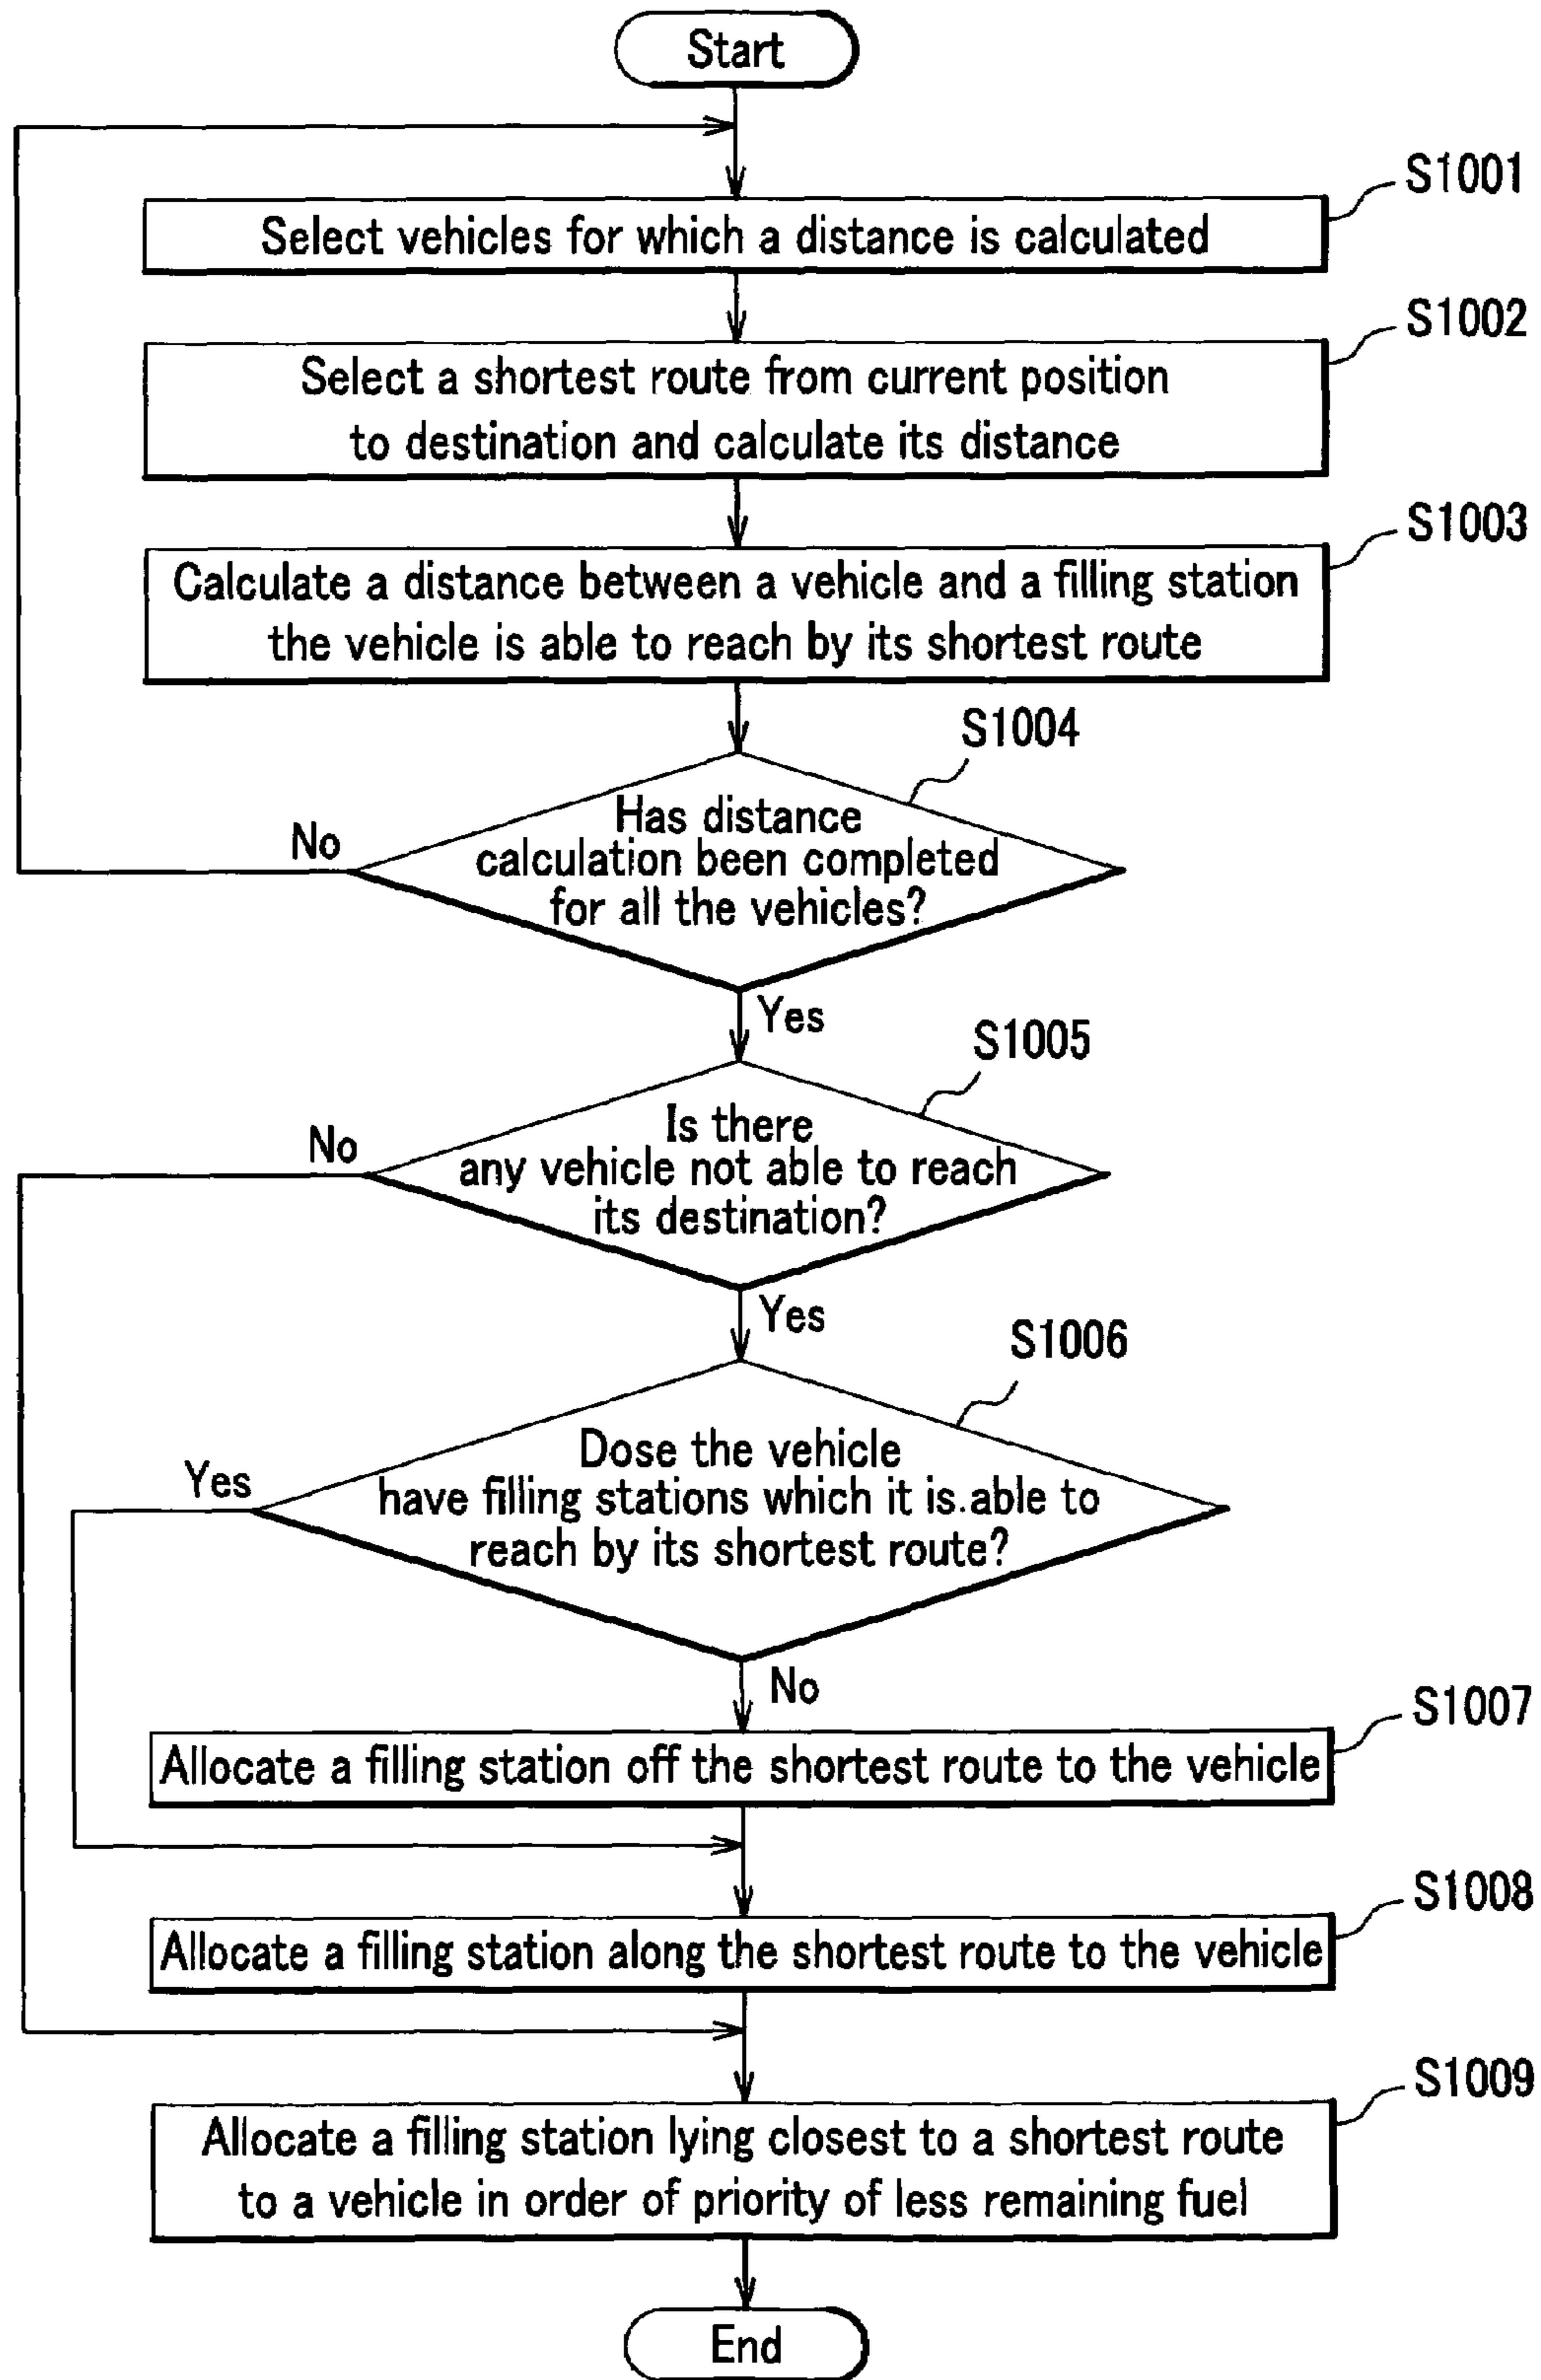 Start
S1001
Select vehicles for which a distance is calculated
S1002
Select a shortest route from current position
to destination and calculate its distance
S1003
Calculate a distance between a vehicle and a filling station
the vehicle is able to reach by its shortest route
S1004
Has distance
calculation been completed
for all the vehicles?
No
Yes
S1005
Is there
any vehicle not able to reach
its destination?
No
Yes
S1006
Dose the vehicle
have filling stations which it is able to
reach by its shortest route?
Yes
No
S1007
Allocate a filling station off the shortest route to the vehicle
S1008
Allocate a filling station along the shortest route to the vehicle
S1009
Allocate a filling station lying closest to a shortest route
to a vehicle in order of priority of less remaining fuel
End